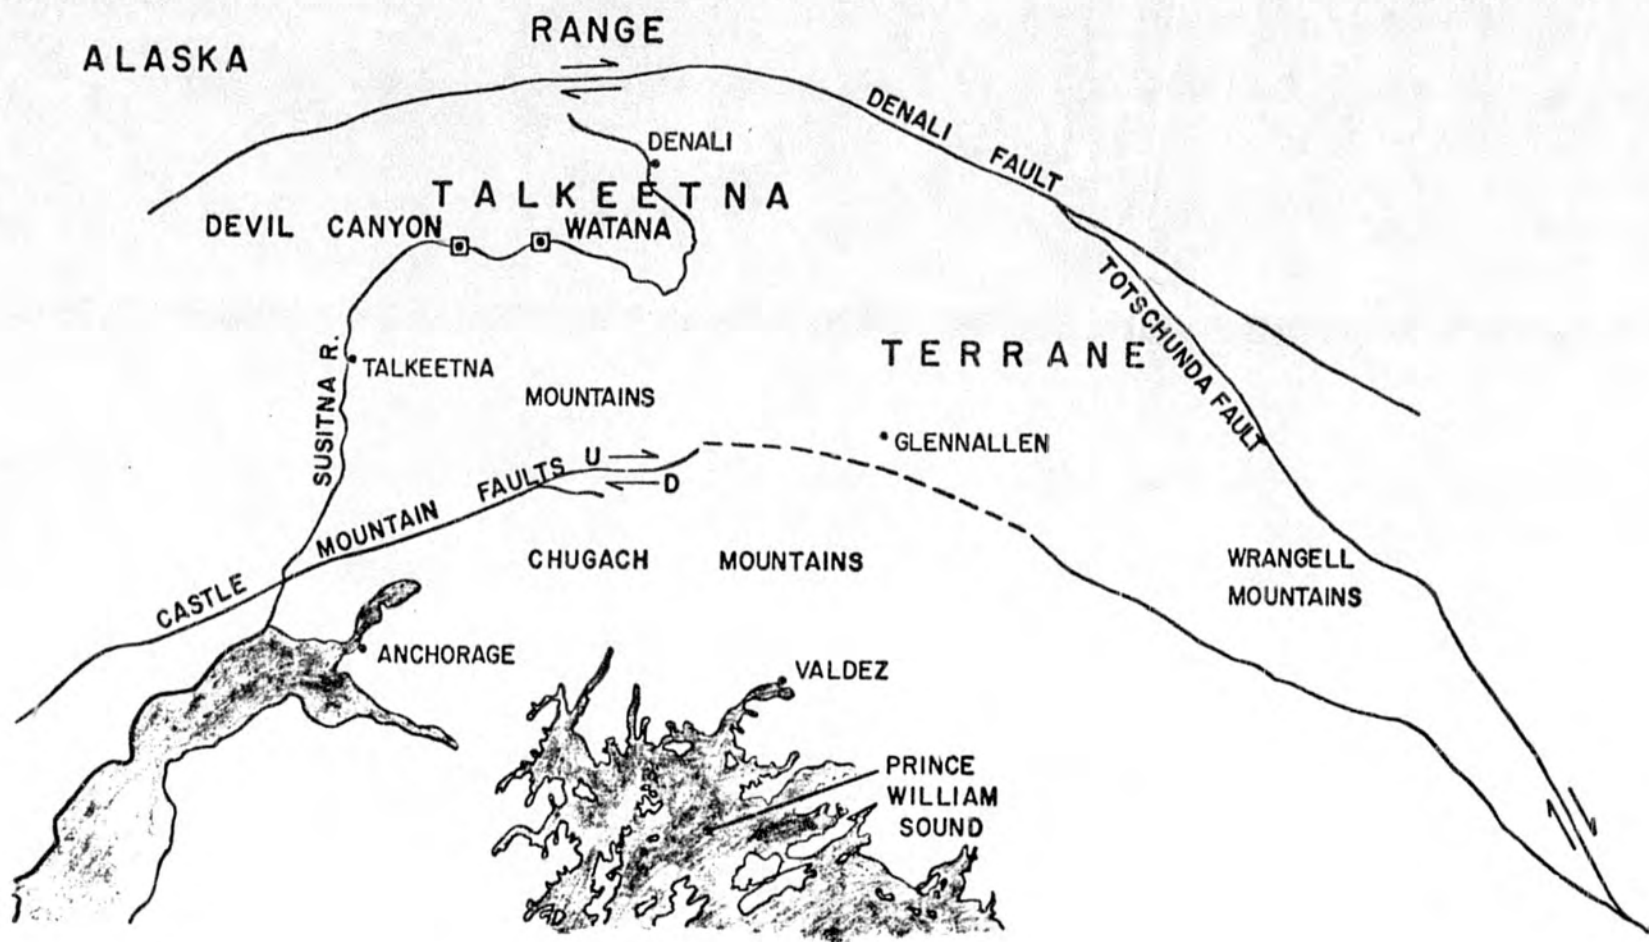 RANGE
ALASKA
DENALI FAULT
DENALI
TALKEETNA
DEVIL CANYON
WATANA
TOTSCHUNDA FAULT
TERRANE
SUSITNA R.
TALKEETNA
MOUNTAINS
GLENNALLEN
U
D
CASTLE MOUNTAIN FAULTS
CHUGACH MOUNTAINS
WRANGELL
MOUNTAINS
ANCHORAGE
VALDEZ
PRINCE
WILLIAM
SOUND